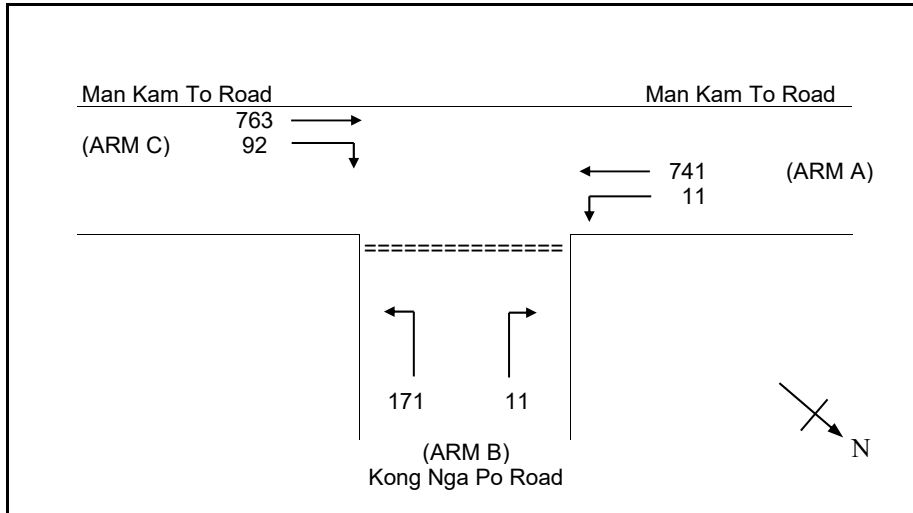 Man Kam To Road Man Kam To Road
763
(ARM C) 92
741 (ARM A)
11
171 11
(ARM B)
Kong Nga Po Road
N